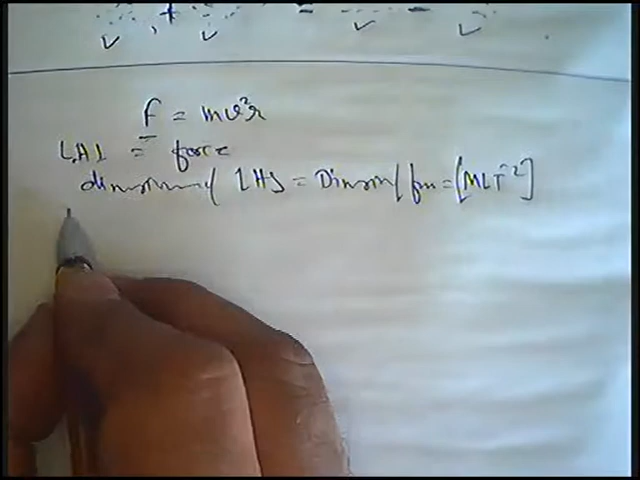 F = mv²r
LHS = force
dimension of LHS = Dimension of force = [MLT⁻²]